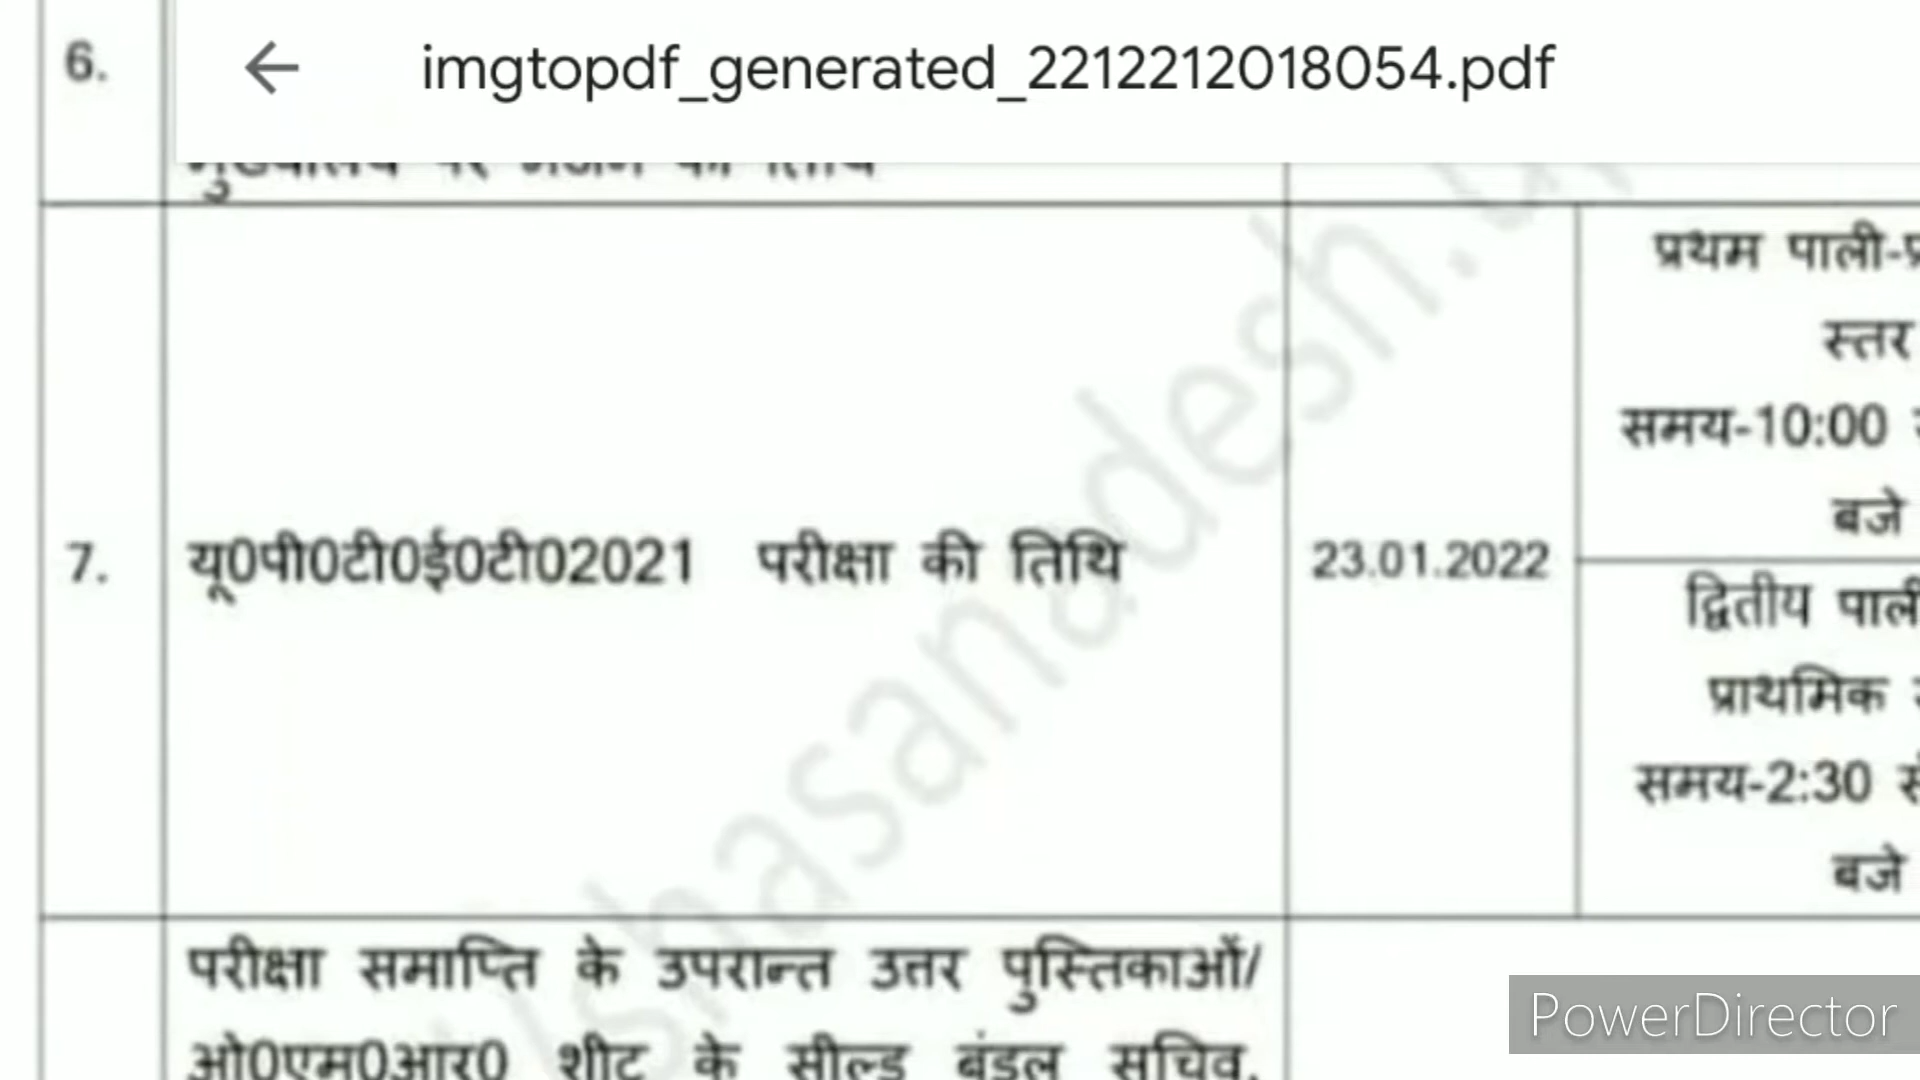 6.
imgtopdf_generated_2212212018054.pdf
प्रथम पाली-
स्तर
समय-10:00
बजे
7.
यू0पी0टी0ई0टी02021 परीक्षा की तिथि
23.01.2022
द्वितीय पाली
प्राथमिक
समय-2:30
बजे
परीक्षा समाप्ति के उपरान्त उत्तर पुस्तिकाओं/
ओ0एम0आर0 शीट के सील्ड बंडल सचिव,
shasanadesh.
PowerDirector